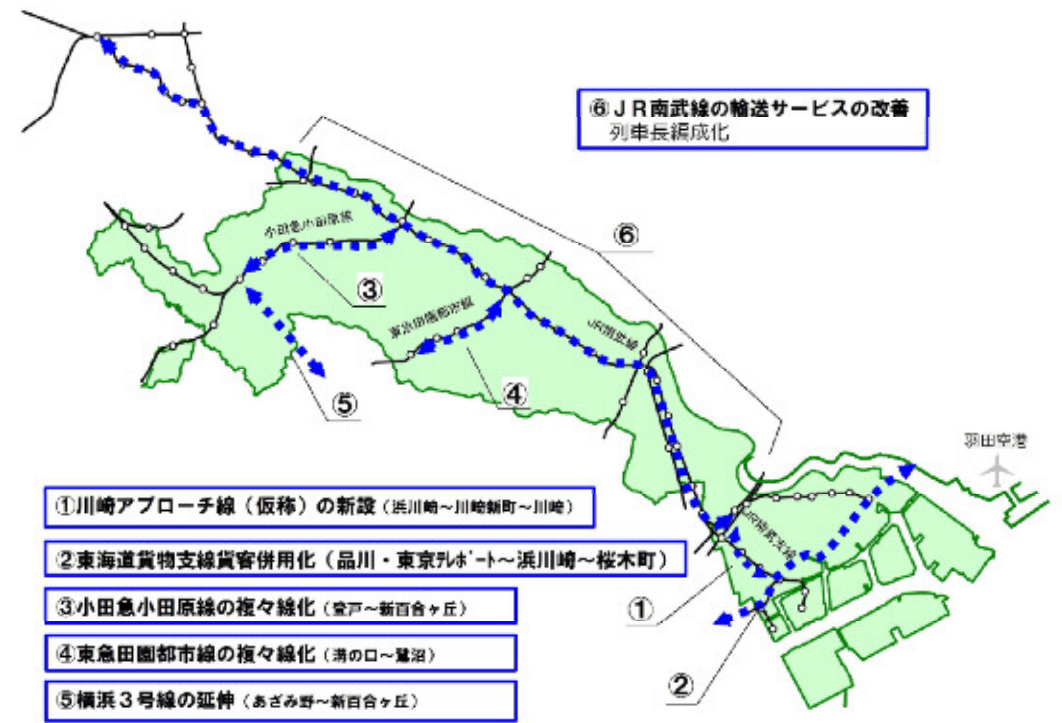 ⑥ＪＲ南武線の輸送サービスの改善
列車長編成化
小田急小田原線
⑥
③
東急田園都市線
JR南武線
④
⑤
羽田空港
JR南武支線
①川崎アプローチ線（仮称）の新設（浜川崎～川崎新町～川崎）
②東海道貨物支線貨客併用化（品川・東京ﾃﾚﾎﾟｰﾄ～浜川崎～桜木町）
①
③小田急小田原線の複々線化（登戸～新百合ヶ丘）
④東急田園都市線の複々線化（溝の口～鷺沼）
②
⑤横浜３号線の延伸（あざみ野～新百合ヶ丘）